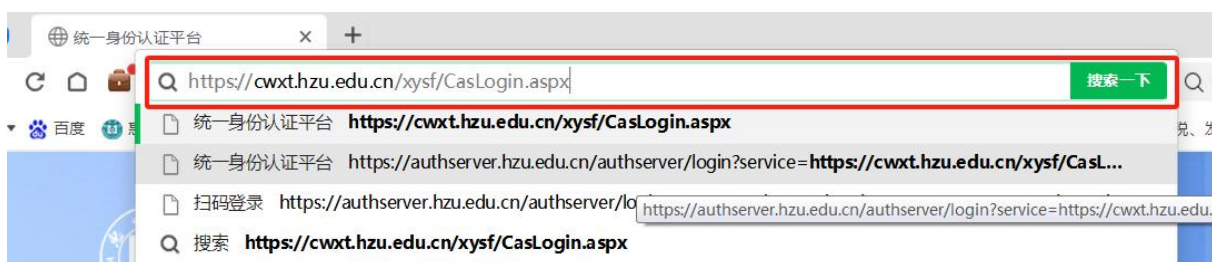 统一身份认证平台 × +
https://cwxt.hzu.edu.cn/xysf/CasLogin.aspx 搜索一下
百度
统一身份认证平台 https://cwxt.hzu.edu.cn/xysf/CasLogin.aspx
统一身份认证平台 https://authserver.hzu.edu.cn/authserver/login?service=https://cwxt.hzu.edu.cn/xysf/CasL...
扫码登录 https://authserver.hzu.edu.cn/authserver/lo
https://authserver.hzu.edu.cn/authserver/login?service=https://cwxt.hzu.edu.
搜索 https://cwxt.hzu.edu.cn/xysf/CasLogin.aspx